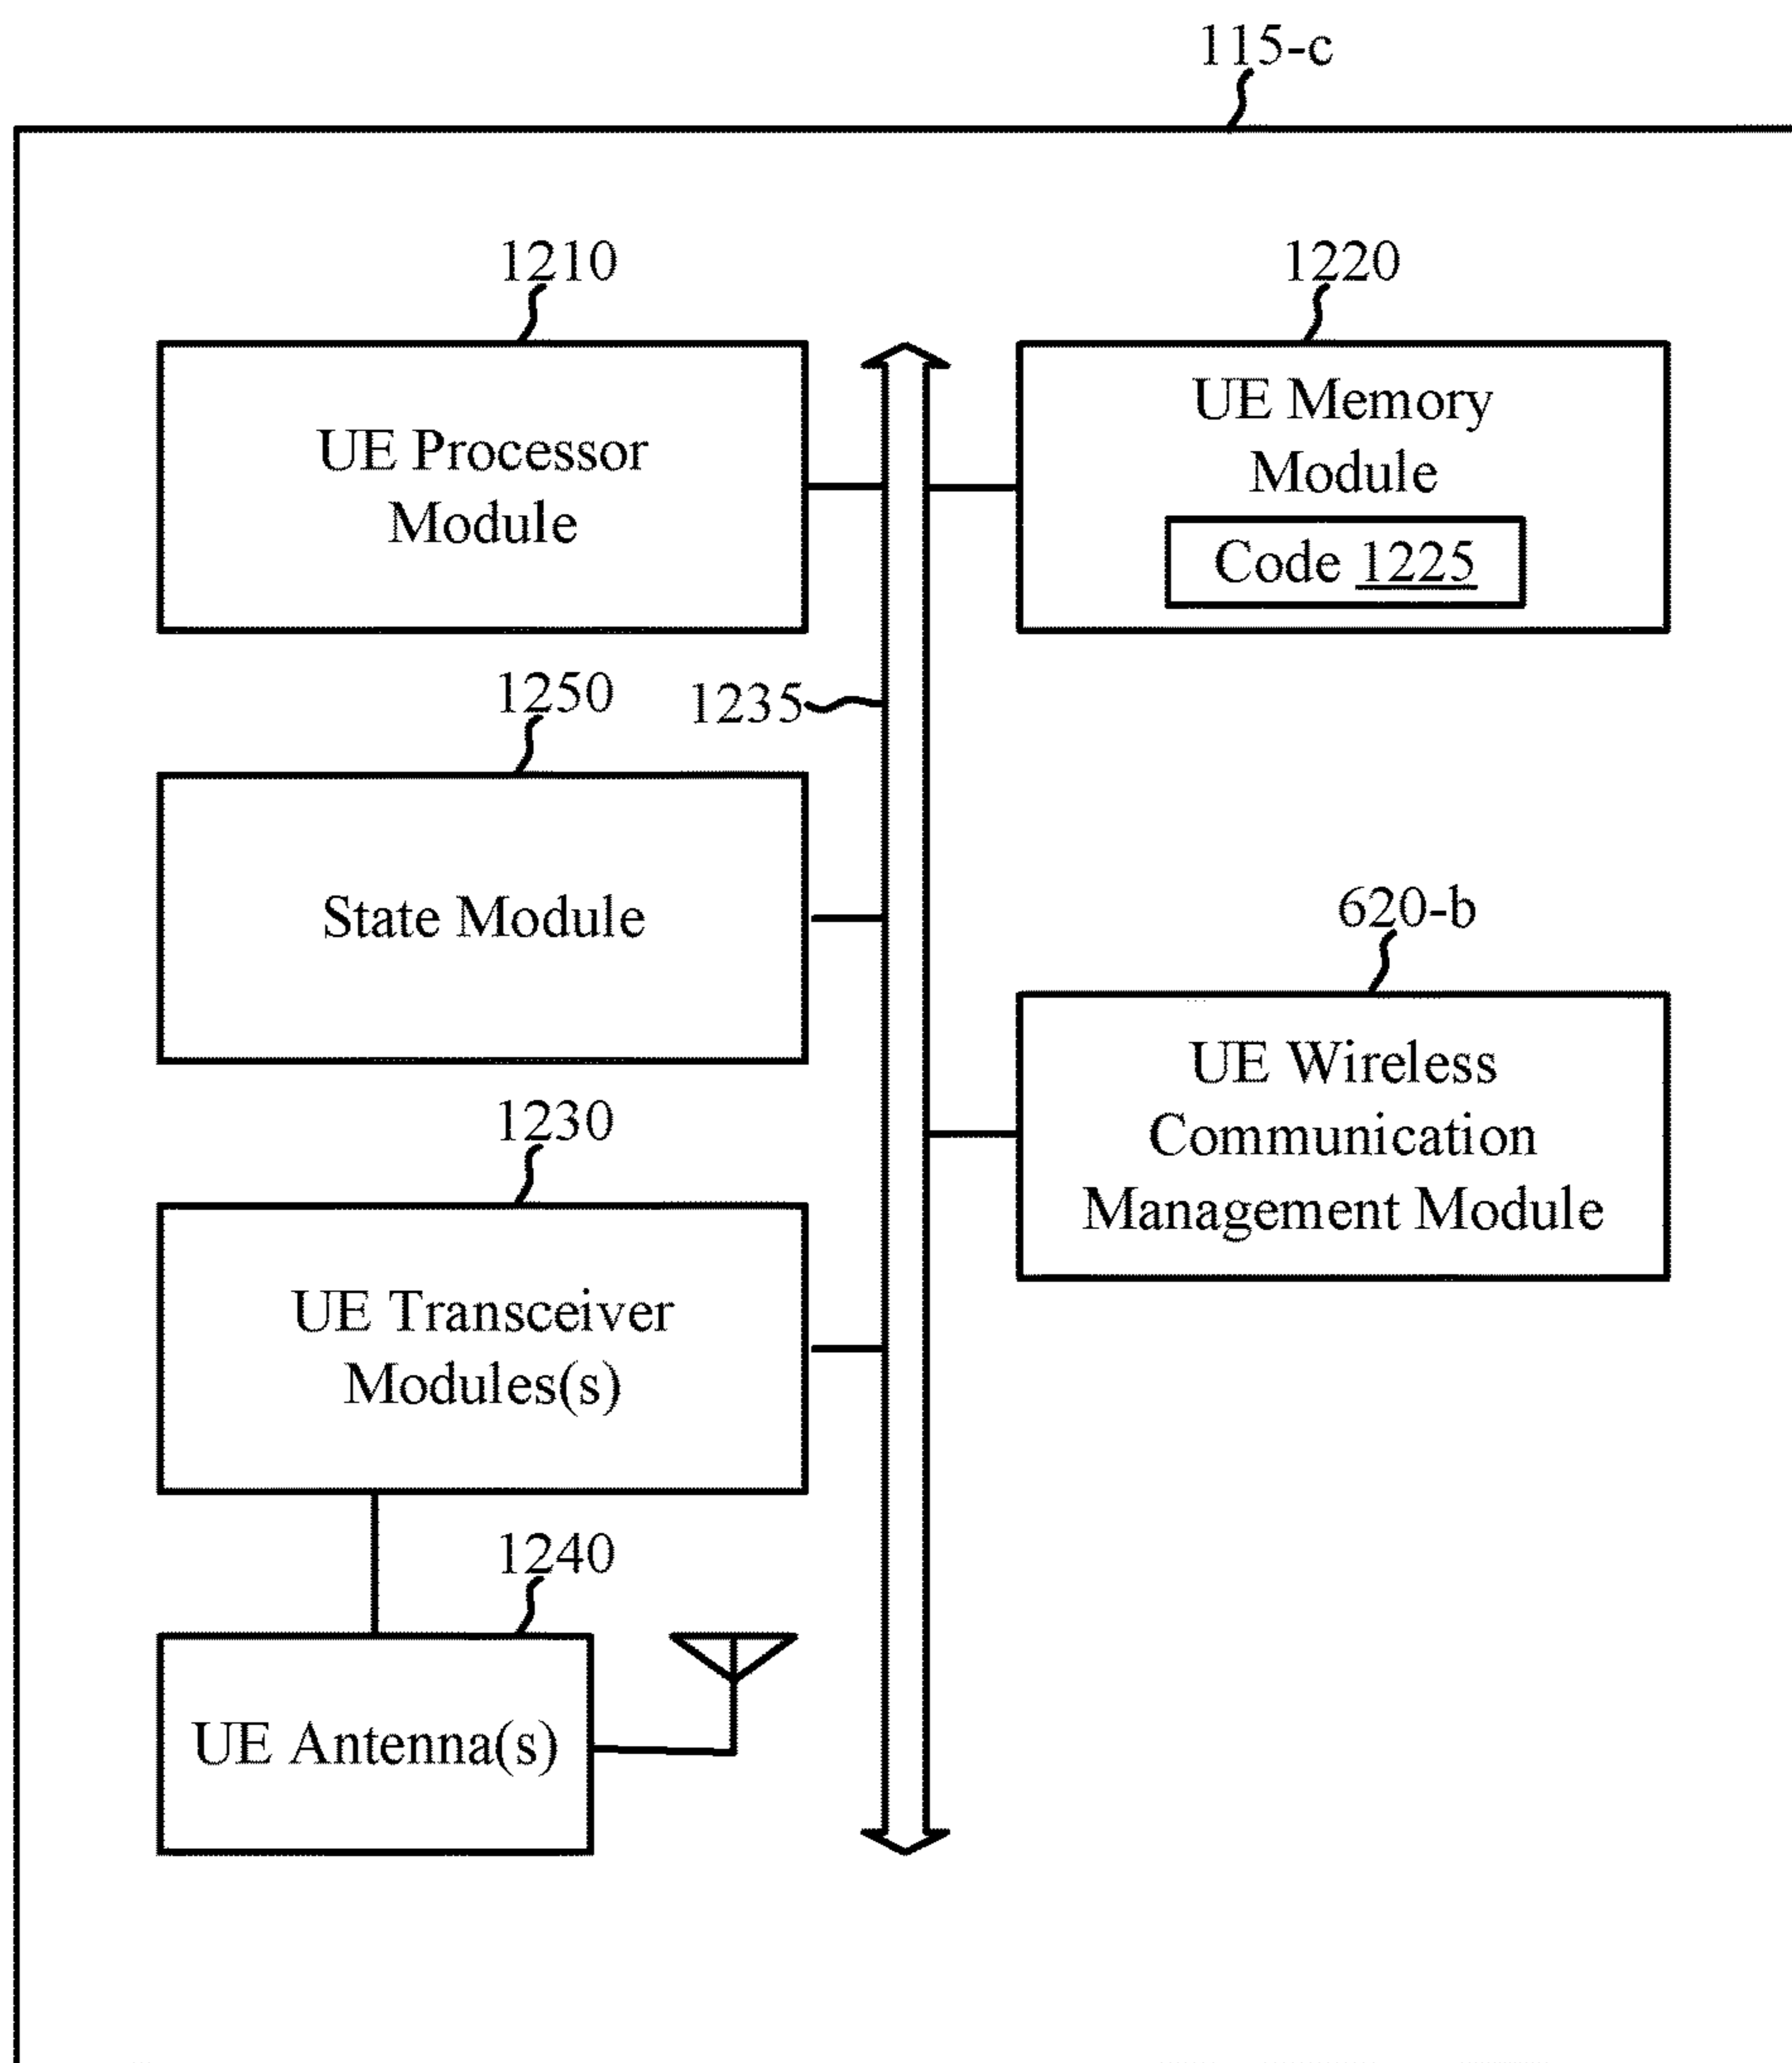 115-c
1210
1220
UE Processor
Module
UE Memory
Module
Code 1225
1250
1235
State Module
620-b
UE Wireless
Communication
Management Module
1230
UE Transceiver
Modules(s)
1240
UE Antenna(s)